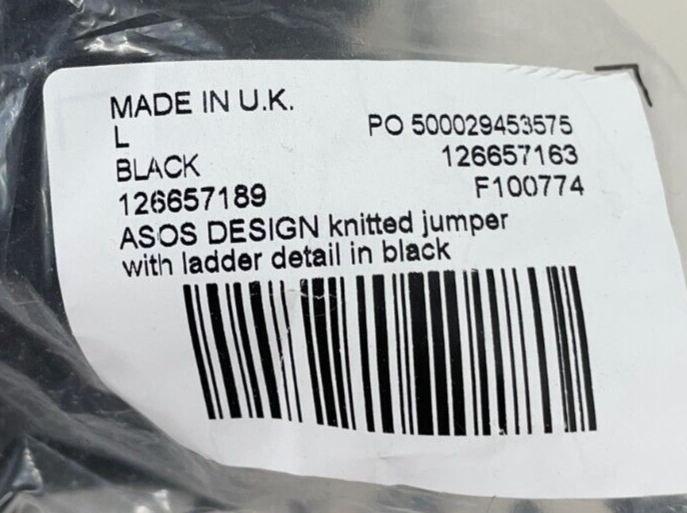 MADE IN U.K.
L
PO 500029453575
BLACK
126657163
126657189
F100774
ASOS DESIGN knitted jumper
with ladder detail in black